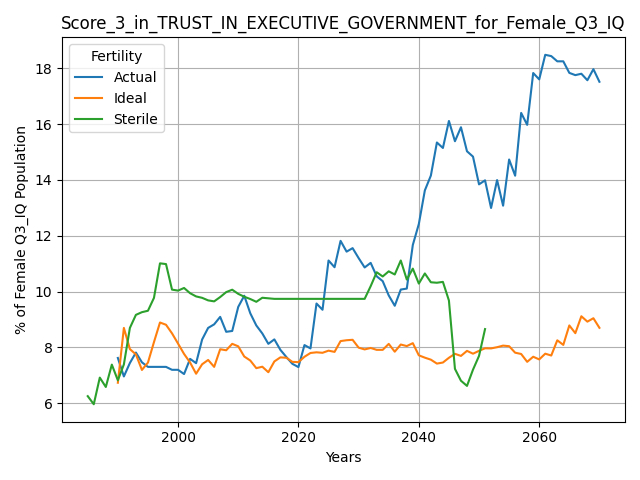 Score_3_in_TRUST_IN_EXECUTIVE_GOVERNMENT_for_Female_Q3_IQ
Fertility
Actual
Ideal
Sterile
% of Female Q3_IQ Population
18
16
14
12
10
8
6
2000 2020 2040 2060
Years